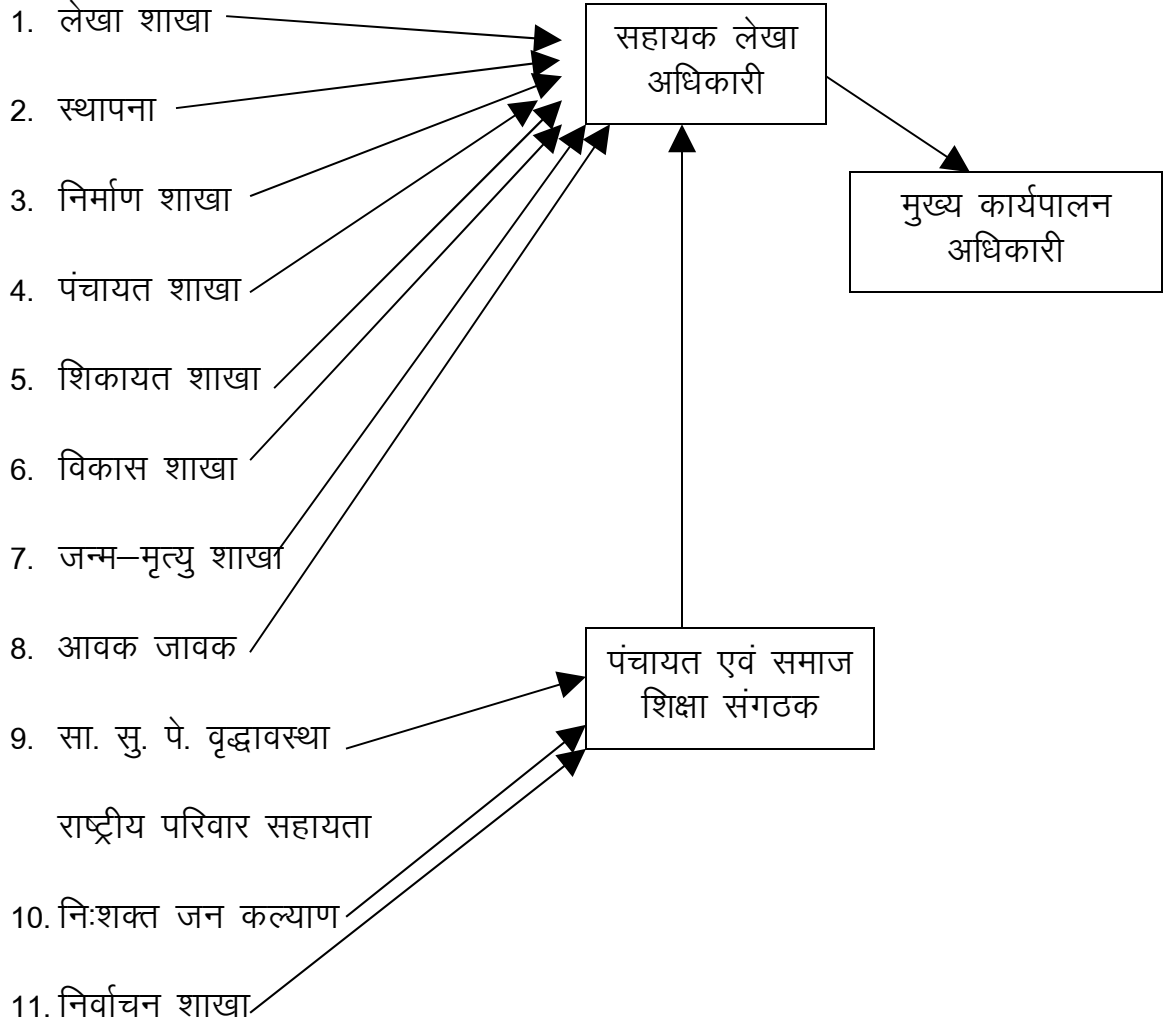 1. लेखा शाखा
2. स्थापना
3. निर्माण शाखा
4. पंचायत शाखा
5. शिकायत शाखा
6. विकास शाखा
7. जन्म–मृत्यु शाखा
8. आवक जावक
9. सा. सु. पे. वृद्धावस्था
राष्ट्रीय परिवार सहायता
10. निःशक्त जन कल्याण
11. निर्वाचन शाखा
सहायक लेखा
अधिकारी
मुख्य कार्यपालन
अधिकारी
पंचायत एवं समाज
शिक्षा संगठक